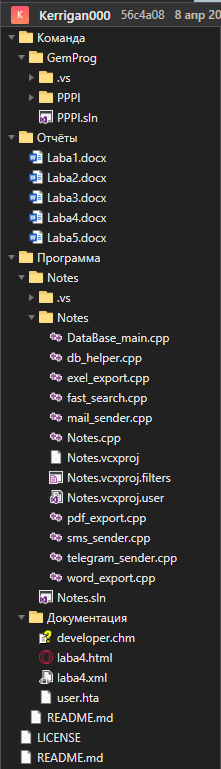 K Kerrigan000 56c4a08 8 апр 20
Команда
GemProg
.vs
PPPI
PPPI.sln
Отчёты
Laba1.docx
Laba2.docx
Laba3.docx
Laba4.docx
Laba5.docx
Программа
Notes
.vs
Notes
DataBase_main.cpp
db_helper.cpp
exel_export.cpp
fast_search.cpp
mail_sender.cpp
Notes.cpp
Notes.vcxproj
Notes.vcxproj.filters
Notes.vcxproj.user
pdf_export.cpp
sms_sender.cpp
telegram_sender.cpp
word_export.cpp
Notes.sln
Документация
developer.chm
laba4.html
laba4.xml
user.hta
README.md
LICENSE
README.md